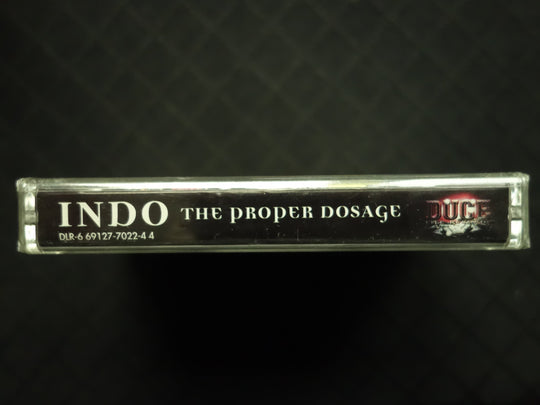 INDO THE PROPER DOSAGE
DLR-6 69127-7022-4 4
DUCE